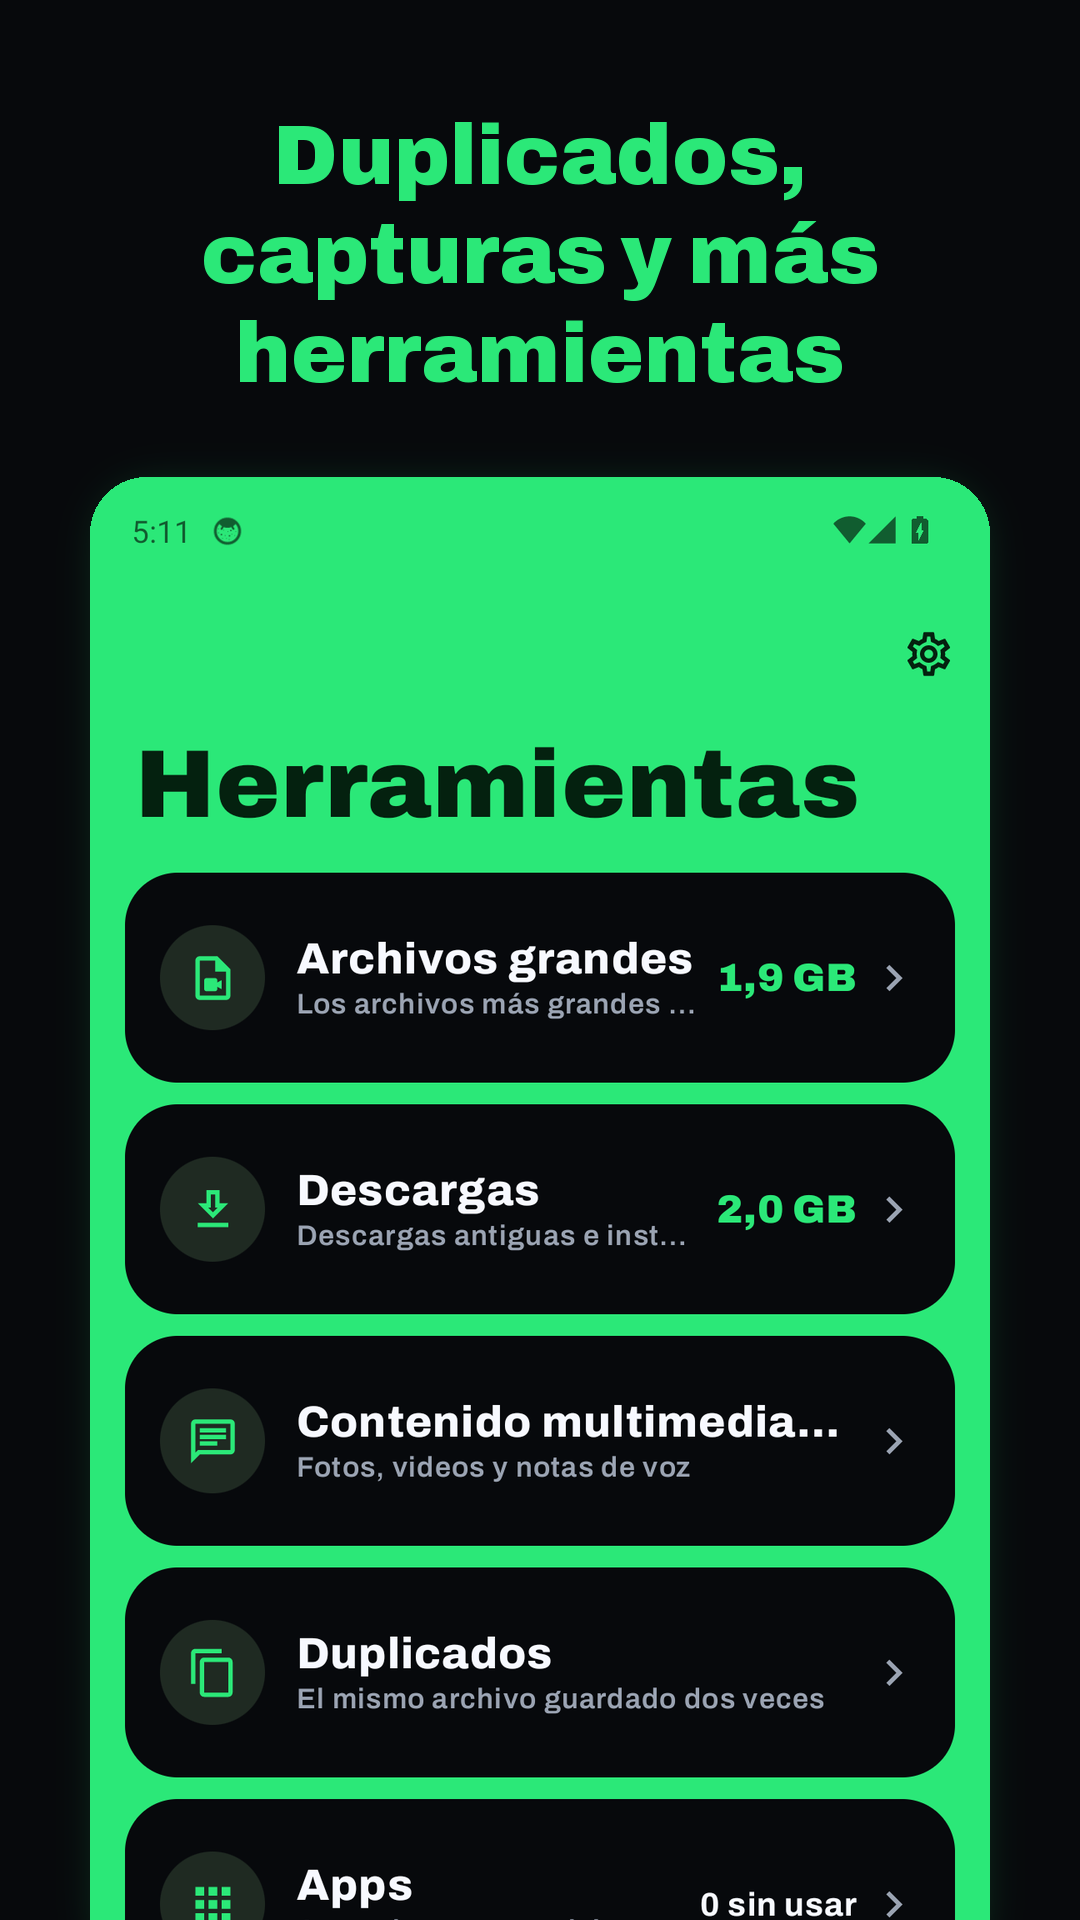 Duplicados,
capturas y más
herramientas
5:11
Herramientas
Archivos grandes
Los archivos más grandes ...
1,9 GB
Descargas
Descargas antiguas e inst...
2,0 GB
Contenido multimedia...
Fotos, videos y notas de voz
Duplicados
El mismo archivo guardado dos veces
Apps
0 sin usar